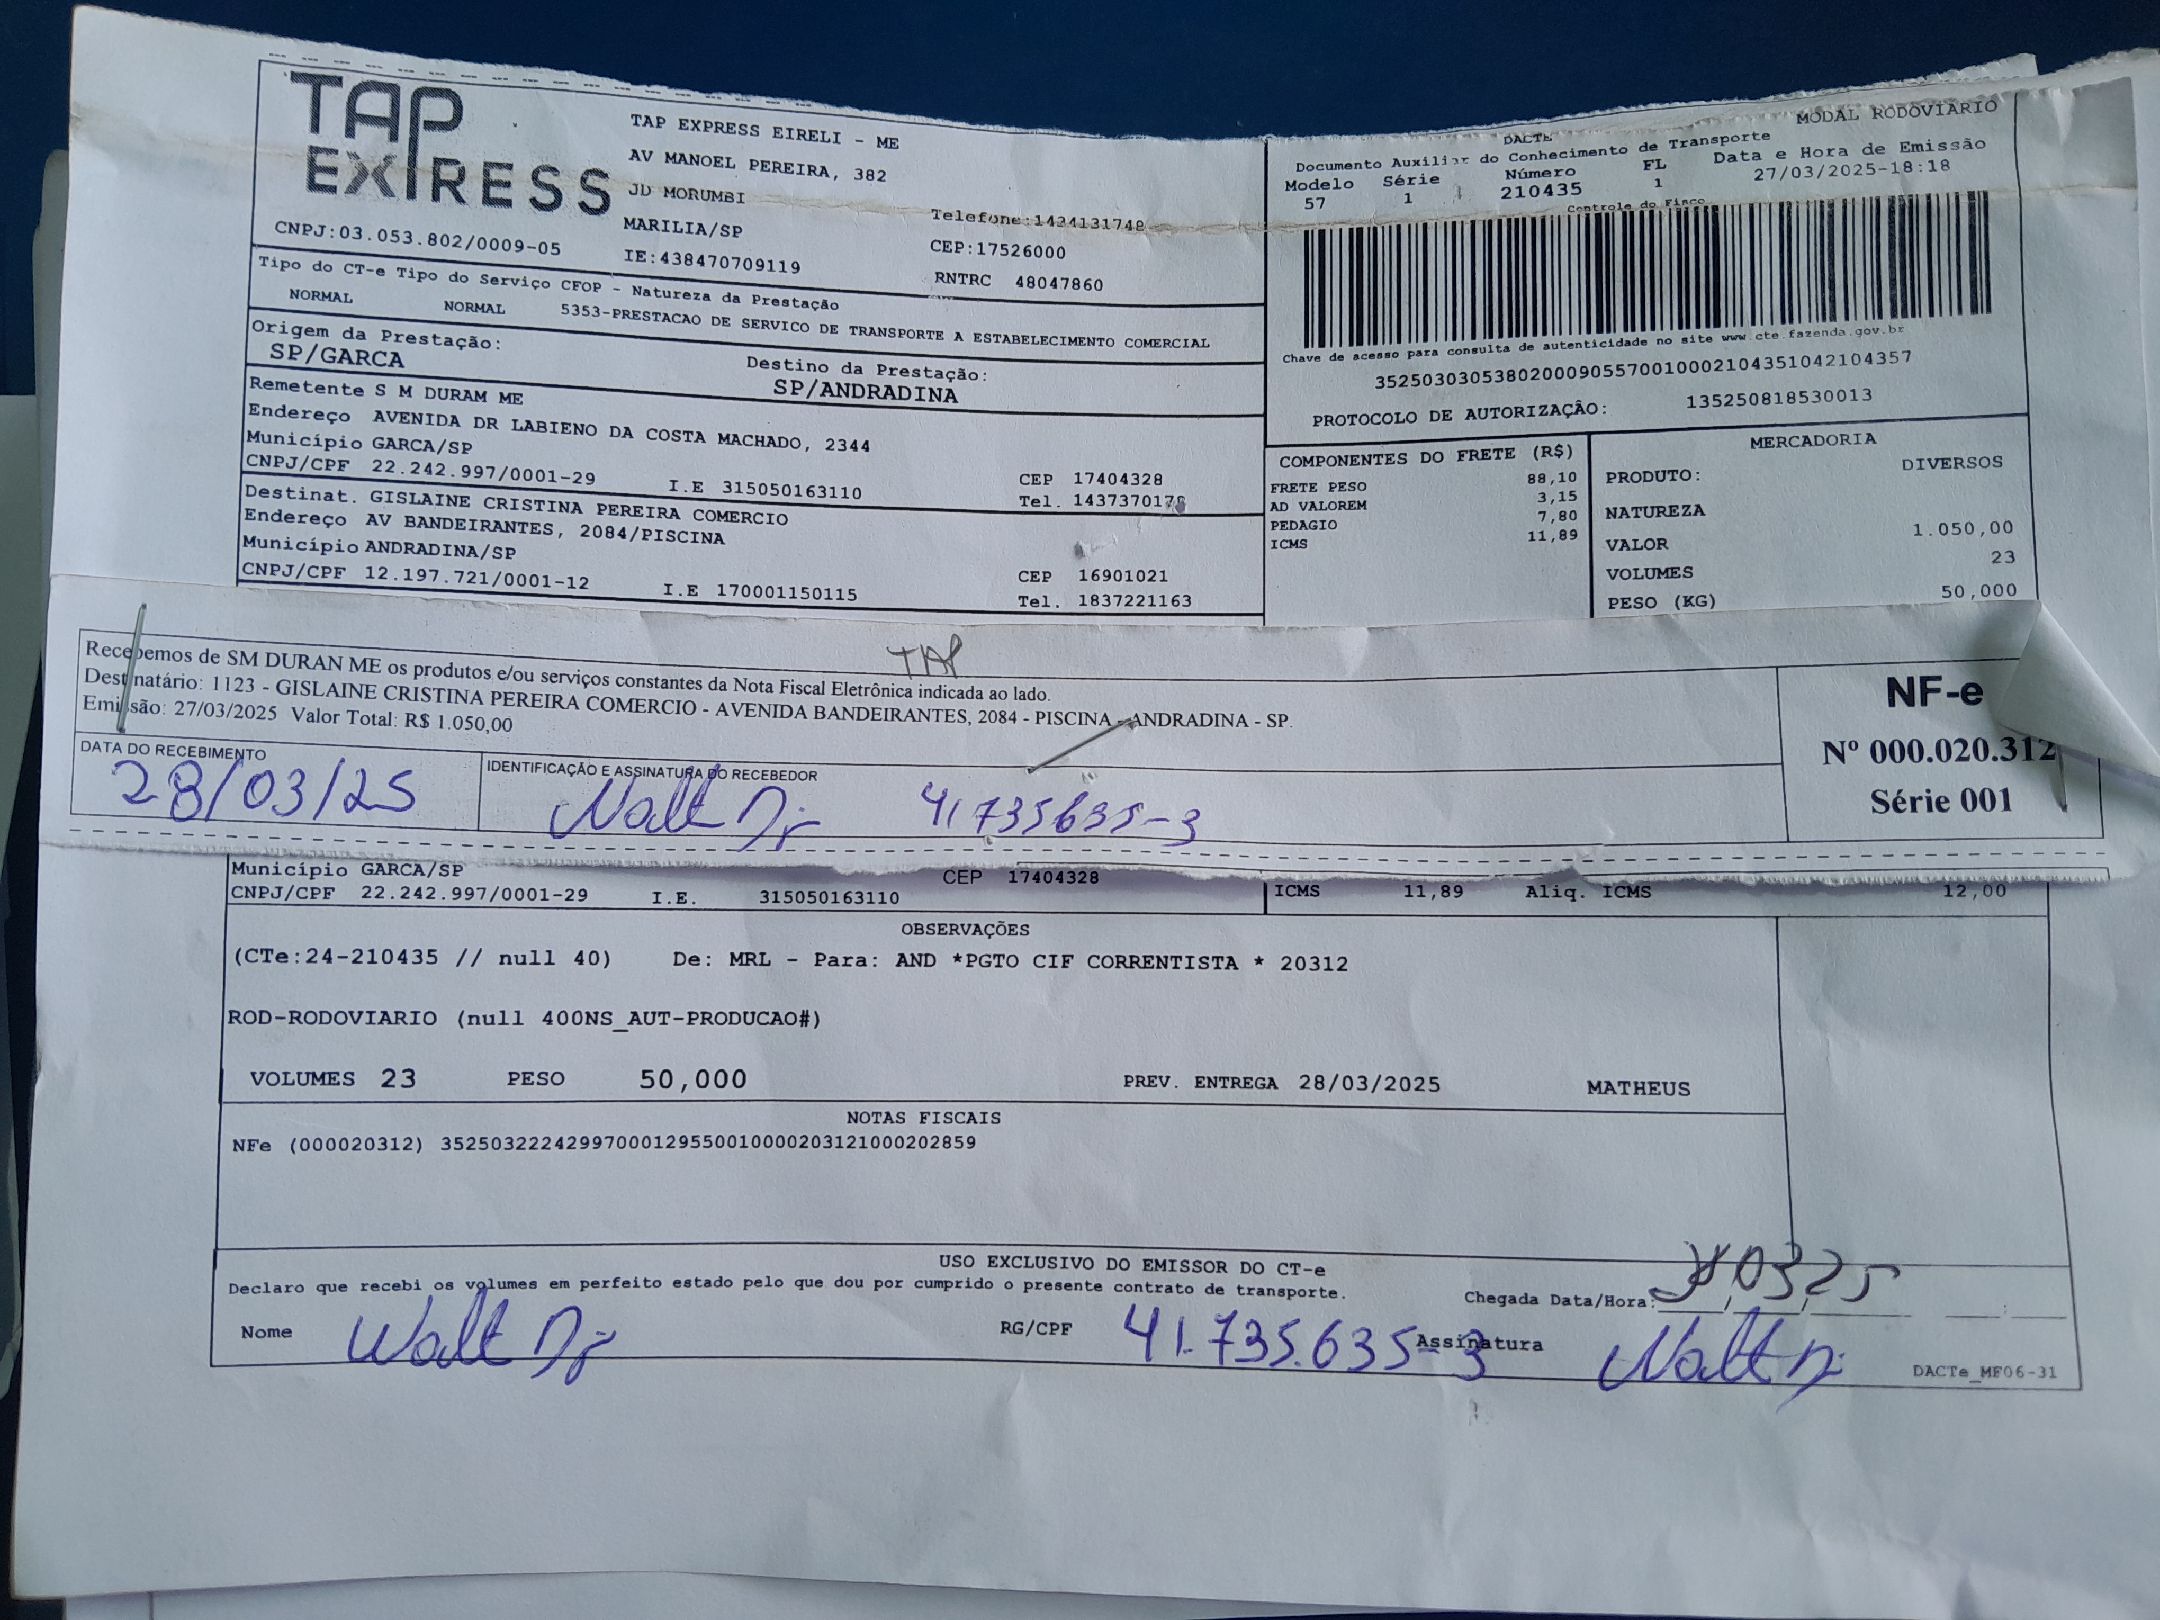 TAP
EXPRESS
TAP EXPRESS EIRELI - ME
AV MANOEL PEREIRA, 382
JD MORUMBI
MARILIA/SP
Telefone:1434131748
CNPJ:03.053.802/0009-05
IE:438470709119
CEP:17526000
RNTRC 48047860
MODAL RODOVIARIO
DACTE
Documento Auxiliar do Conhecimento de Transporte
Modelo Série Número FL Data e Hora de Emissão
57 1 210435 1 27/03/2025-18:18
Controle do Fisco
Chave de acesso para consulta de autenticidade no site www.cte.fazenda.gov.br
35250303053802000905570010002104351042104357
PROTOCOLO DE AUTORIZAÇÂO: 135250818530013
Tipo do CT-e Tipo do Serviço CFOP - Natureza da Prestação
NORMAL NORMAL 5353-PRESTACAO DE SERVICO DE TRANSPORTE A ESTABELECIMENTO COMERCIAL
Origem da Prestação: Destino da Prestação:
SP/GARCA SP/ANDRADINA
Remetente S M DURAM ME
Endereço AVENIDA DR LABIENO DA COSTA MACHADO, 2344
Município GARCA/SP CEP 17404328
CNPJ/CPF 22.242.997/0001-29 I.E 315050163110 Tel. 1437370178
Destinat. GISLAINE CRISTINA PEREIRA COMERCIO
Endereço AV BANDEIRANTES, 2084/PISCINA
Município ANDRADINA/SP CEP 16901021
CNPJ/CPF 12.197.721/0001-12 I.E 170001150115 Tel. 1837221163
COMPONENTES DO FRETE (R$)
FRETE PESO 88,10
AD VALOREM 3,15
PEDAGIO 7,80
ICMS 11,89
MERCADORIA
PRODUTO: DIVERSOS
NATUREZA
VALOR 1.050,00
VOLUMES 23
PESO (KG) 50,000
TAP
Recebemos de SM DURAN ME os produtos e/ou serviços constantes da Nota Fiscal Eletrônica indicada ao lado.
Destinatário: 1123 - GISLAINE CRISTINA PEREIRA COMERCIO - AVENIDA BANDEIRANTES, 2084 - PISCINA - ANDRADINA - SP.
Emissão: 27/03/2025 Valor Total: R$ 1.050,00
DATA DO RECEBIMENTO
28/03/25
IDENTIFICAÇÃO E ASSINATURA DO RECEBEDOR
41735635-3
NF-e
Nº 000.020.312
Série 001
Município GARCA/SP CEP 17404328
CNPJ/CPF 22.242.997/0001-29 I.E. 315050163110
ICMS 11,89 Aliq. ICMS 12,00
OBSERVAÇÕES
(CTe:24-210435 // null 40) De: MRL - Para: AND *PGTO CIF CORRENTISTA * 20312
ROD-RODOVIARIO (null 400NS_AUT-PRODUCAO#)
VOLUMES 23 PESO 50,000 PREV. ENTREGA 28/03/2025 MATHEUS
NOTAS FISCAIS
NFe (000020312) 35250322242997000129550010000203121000202859
USO EXCLUSIVO DO EMISSOR DO CT-e
Declaro que recebi os volumes em perfeito estado pelo que dou por cumprido o presente contrato de transporte.
Chegada Data/Hora:
Nome RG/CPF 41.735.635-3 Assinatura
DACTe_MF06-31